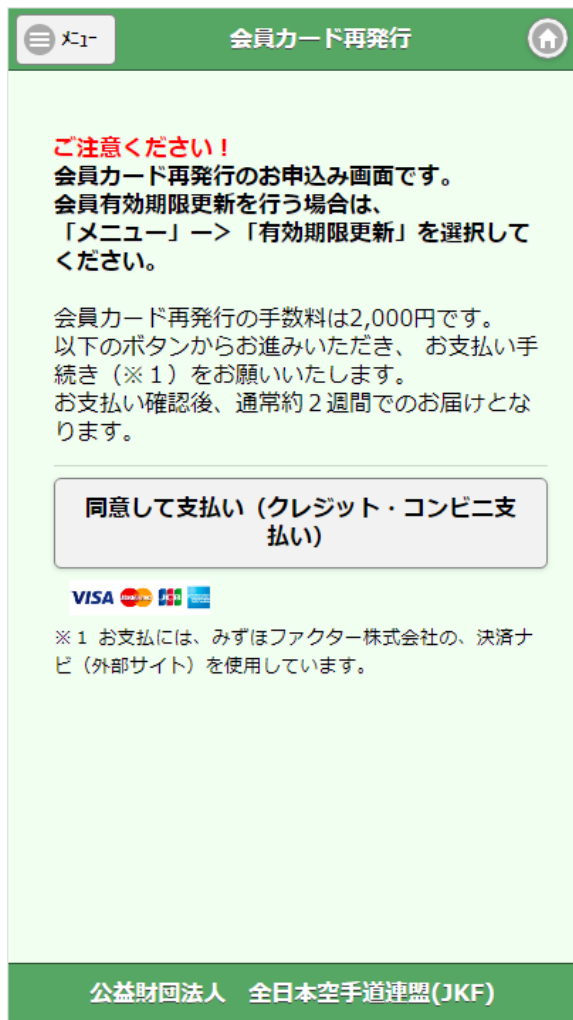 ﾒﾆｭｰ
会員カード再発行
ご注意ください！
会員カード再発行のお申込み画面です。
会員有効期限更新を行う場合は、
「メニュー」ー＞「有効期限更新」を選択して
ください。
会員カード再発行の手数料は2,000円です。
以下のボタンからお進みいただき、 お支払い手
続き（※１）をお願いいたします。
お支払い確認後、通常約２週間でのお届けとな
ります。
同意して支払い（クレジット・コンビニ支
払い）
VISA JCB
※１ お支払には、みずほファクター株式会社の、決済ナ
ビ（外部サイト）を使用しています。
公益財団法人　全日本空手道連盟(JKF)